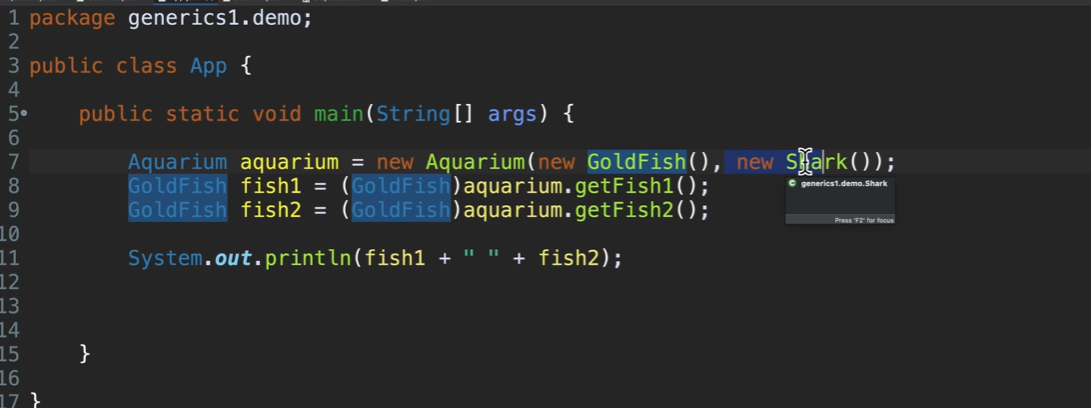 1 package generics1.demo;
2
3 public class App {
4
5 public static void main(String[] args) {
6
7 Aquarium aquarium = new Aquarium(new GoldFish(), new Shark());
8 GoldFish fish1 = (GoldFish)aquarium.getFish1();
generics1.demo.Shark
9 GoldFish fish2 = (GoldFish)aquarium.getFish2();
Press 'F2' for focus
10
11 System.out.println(fish1 + " " + fish2);
12
13
14
15 }
16
17 }